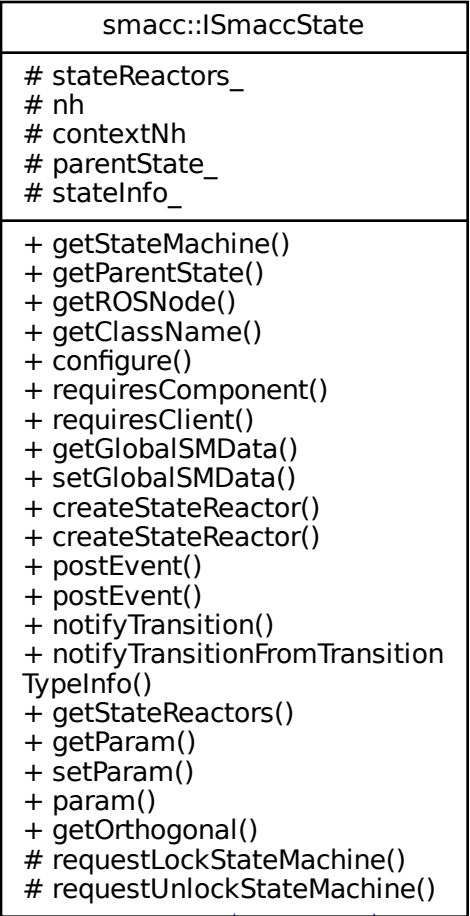 smacc::ISmaccState
# stateReactors_
# nh
# contextNh
# parentState_
# stateInfo_
+ getStateMachine()
+ getParentState()
+ getROSNode()
+ getClassName()
+ configure()
+ requiresComponent()
+ requiresClient()
+ getGlobalSMData()
+ setGlobalSMData()
+ createStateReactor()
+ createStateReactor()
+ postEvent()
+ postEvent()
+ notifyTransition()
+ notifyTransitionFromTransition
TypeInfo()
+ getStateReactors()
+ getParam()
+ setParam()
+ param()
+ getOrthogonal()
# requestLockStateMachine()
# requestUnlockStateMachine()